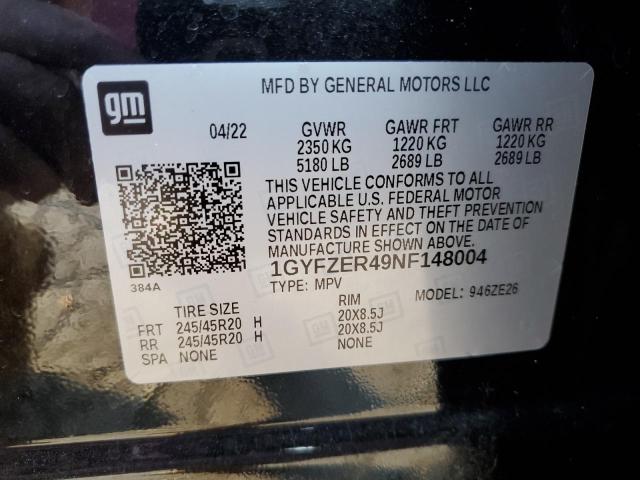 gm
MFD BY GENERAL MOTORS LLC
04/22 GVWR GAWR FRT GAWR RR
2350 KG 1220 KG 1220 KG
5180 LB 2689 LB 2689 LB
THIS VEHICLE CONFORMS TO ALL
APPLICABLE U.S. FEDERAL MOTOR
VEHICLE SAFETY AND THEFT PREVENTION
STANDARDS IN EFFECT ON THE DATE OF
MANUFACTURE SHOWN ABOVE.
1GYFZER49NF148004
384A TYPE: MPV MODEL: 946ZE26
TIRE SIZE RIM
FRT 245/45R20 H 20X8.5J
RR 245/45R20 H 20X8.5J
SPA NONE NONE